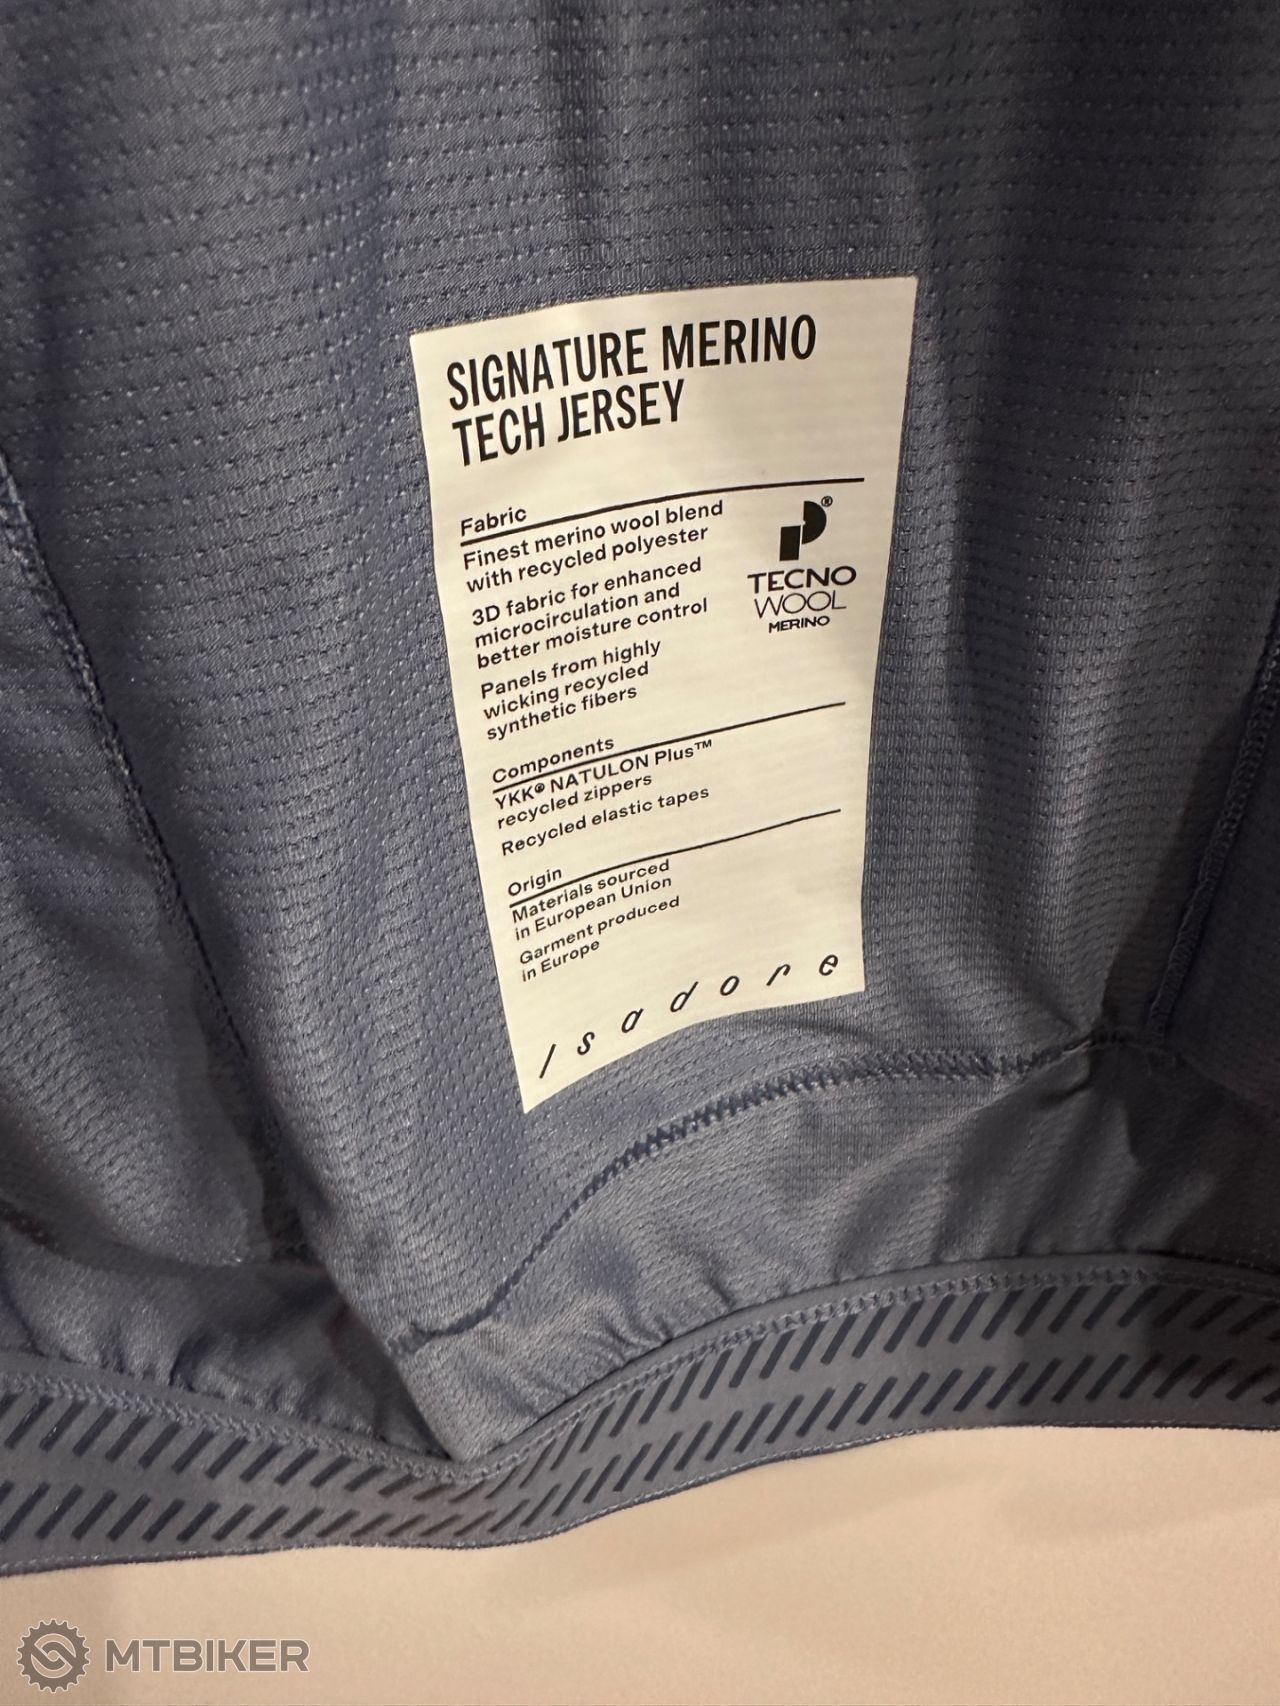 SIGNATURE MERINO
TECH JERSEY
Fabric
Finest merino wool blend
with recycled polyester
3D fabric for enhanced
microcirculation and
better moisture control
Panels from highly
wicking recycled
synthetic fibers
®
TECNO
WOOL
MERINO
Components
YKK® NATULON Plus™
recycled zippers
Recycled elastic tapes
Origin
Materials sourced
in European Union
Garment produced
in Europe
Isadore
MTBIKER